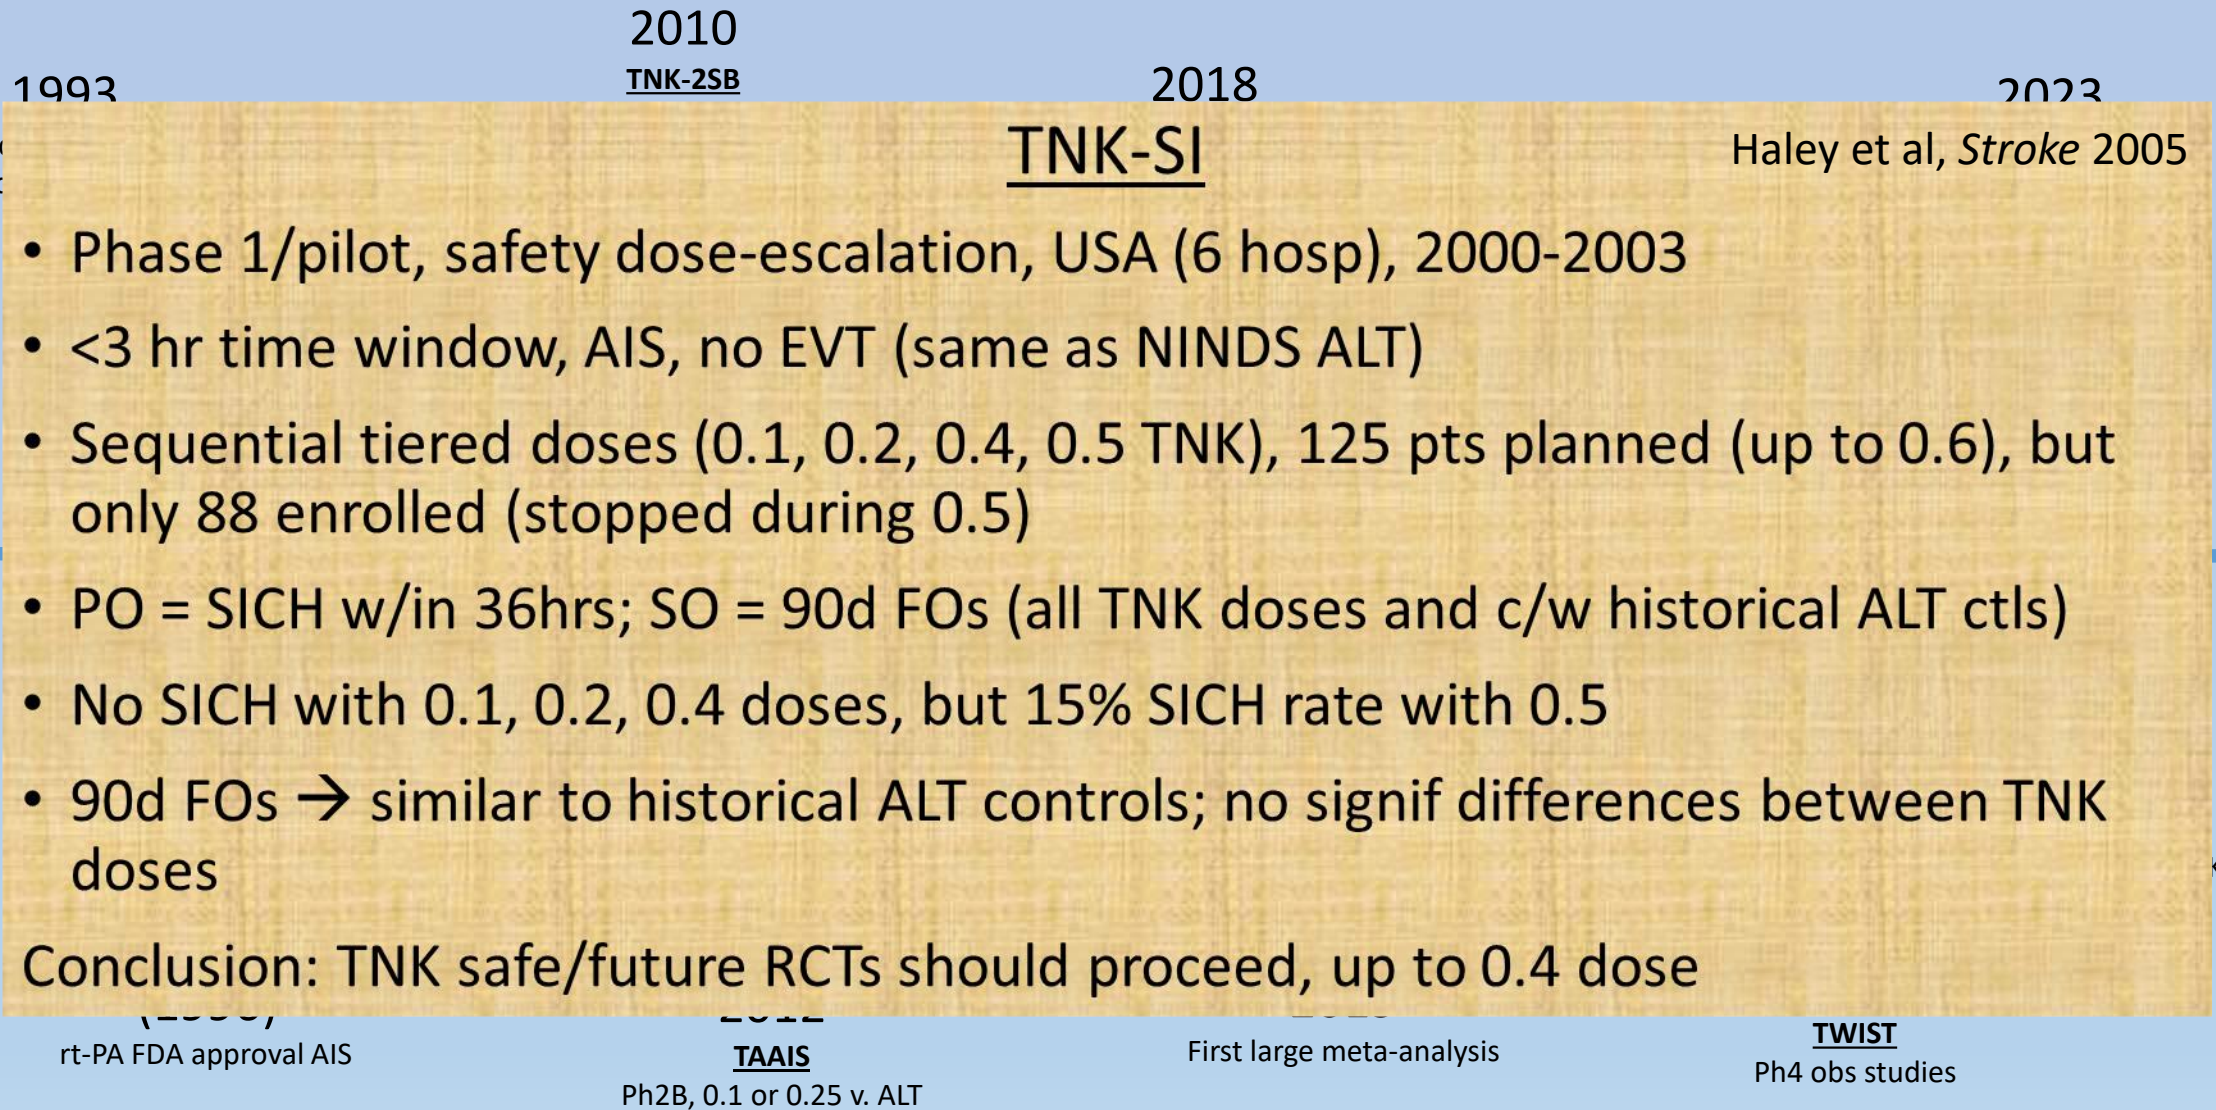 2010
TNK-2SB
1993
2018
2023
TNK-SI
Haley et al, Stroke 2005
• Phase 1/pilot, safety dose-escalation, USA (6 hosp), 2000-2003
• <3 hr time window, AIS, no EVT (same as NINDS ALT)
• Sequential tiered doses (0.1, 0.2, 0.4, 0.5 TNK), 125 pts planned (up to 0.6), but
only 88 enrolled (stopped during 0.5)
• PO = SICH w/in 36hrs; SO = 90d FOs (all TNK doses and c/w historical ALT ctls)
• No SICH with 0.1, 0.2, 0.4 doses, but 15% SICH rate with 0.5
• 90d FOs → similar to historical ALT controls; no signif differences between TNK
doses
Conclusion: TNK safe/future RCTs should proceed, up to 0.4 dose
2012
rt-PA FDA approval AIS
TAAIS
Ph2B, 0.1 or 0.25 v. ALT
First large meta-analysis
TWIST
Ph4 obs studies